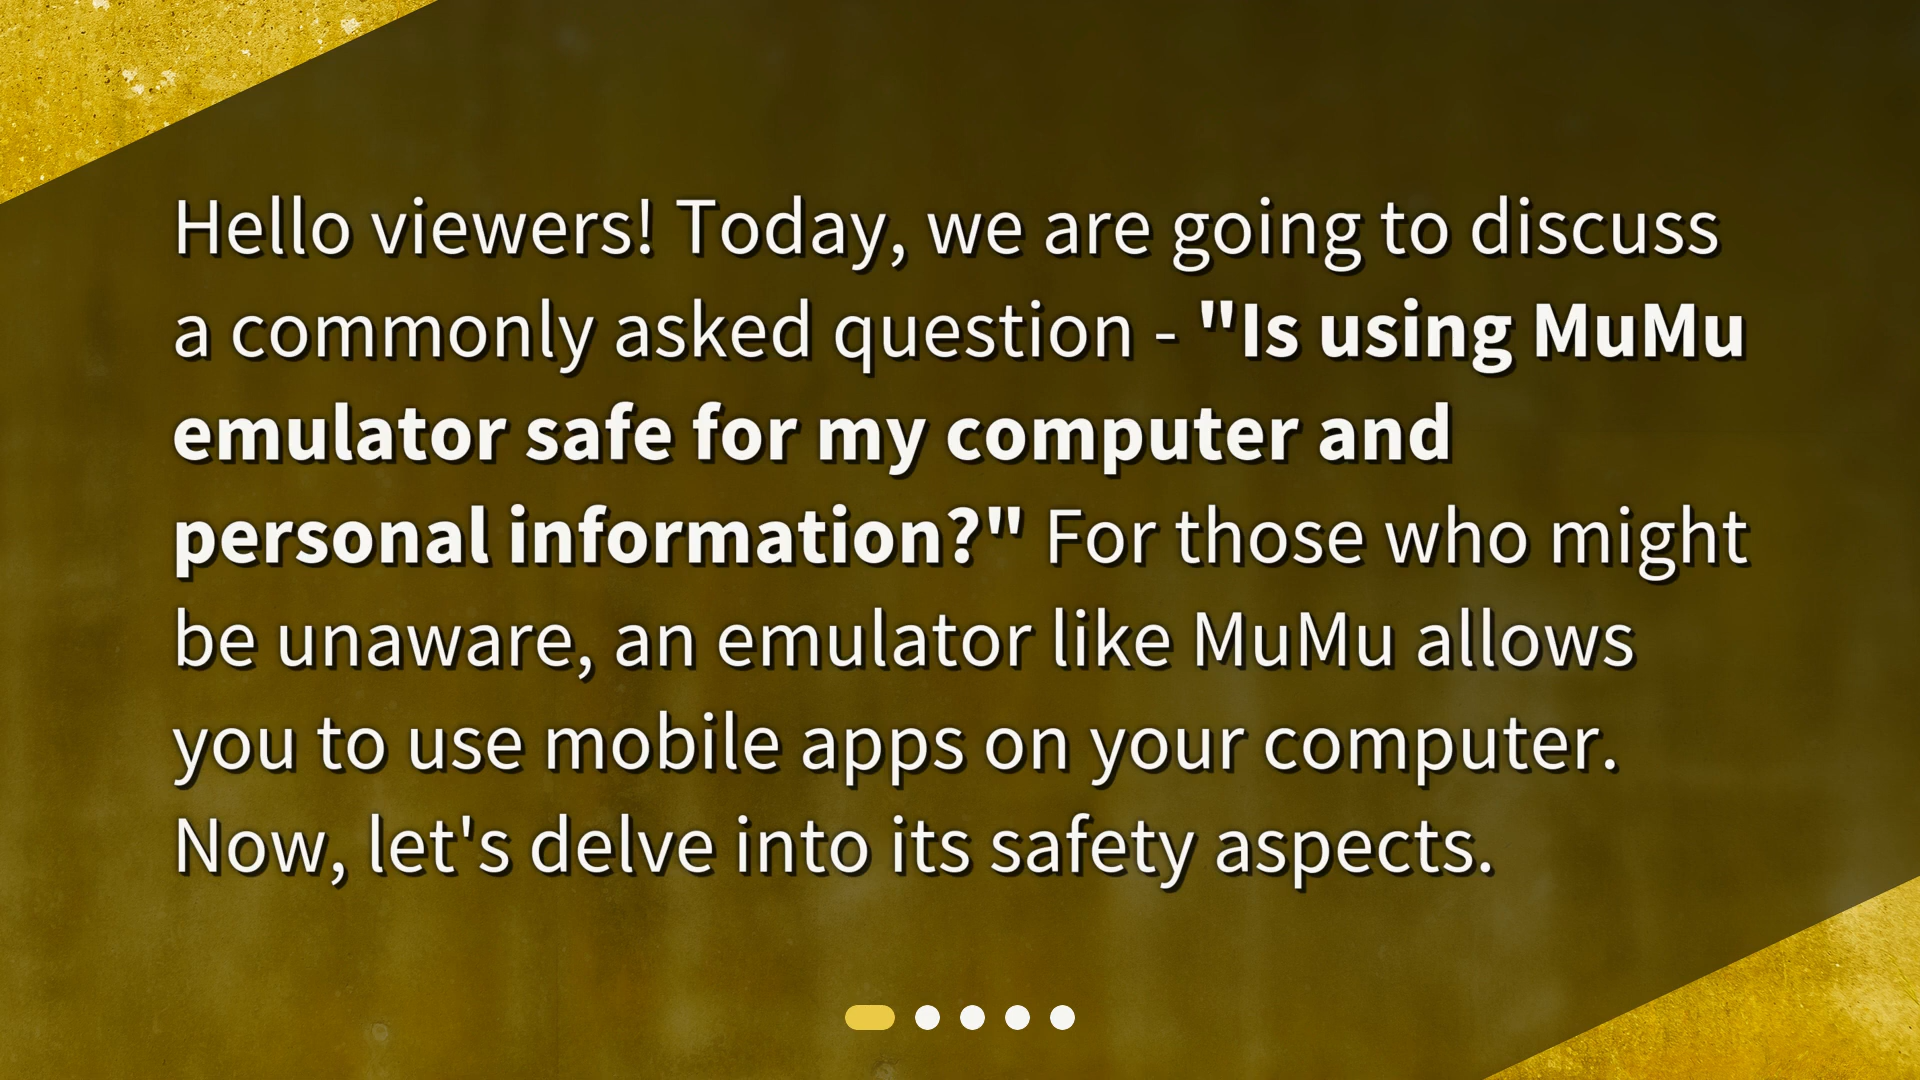 Hello viewers! Today, we are going to discuss
a commonly asked question - "Is using MuMu
emulator safe for my computer and
personal information?" For those who might
be unaware, an emulator like MuMu allows
you to use mobile apps on your computer.
Now, let's delve into its safety aspects.